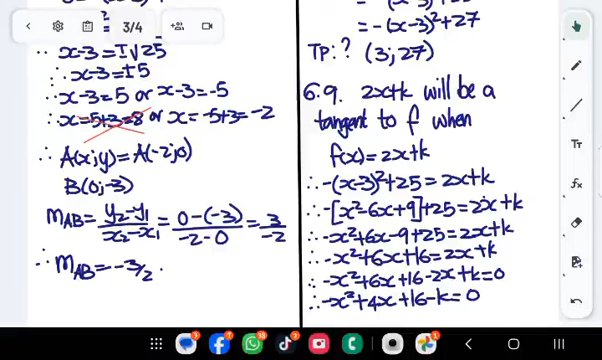 3/4
∴ x-3=±√25
∴ x-3=±5
∴ x-3=5 or x-3=-5
∴ x=5+3=8 or x=-5+3=-2
∴ A(x;y)=A(-2;0)
B(0;-3)
mAB=y2-y1/x2-x1=0-(-3)/-2-0=3/-2
∴ mAB=-3/2
=-(x-3)²+27
TP:? (3;27)
6.9. 2x+k will be a
tangent to f when
f(x)=2x+k
∴-(x-3)²+25=2x+k
∴-[x²-6x+9]+25=2x+k
∴-x²+6x-9+25=2x+k
∴-x²+6x+16=2x+k
∴-x²+6x+16-2x+k=0
∴-x²+4x+16-k=0
Tt
fx